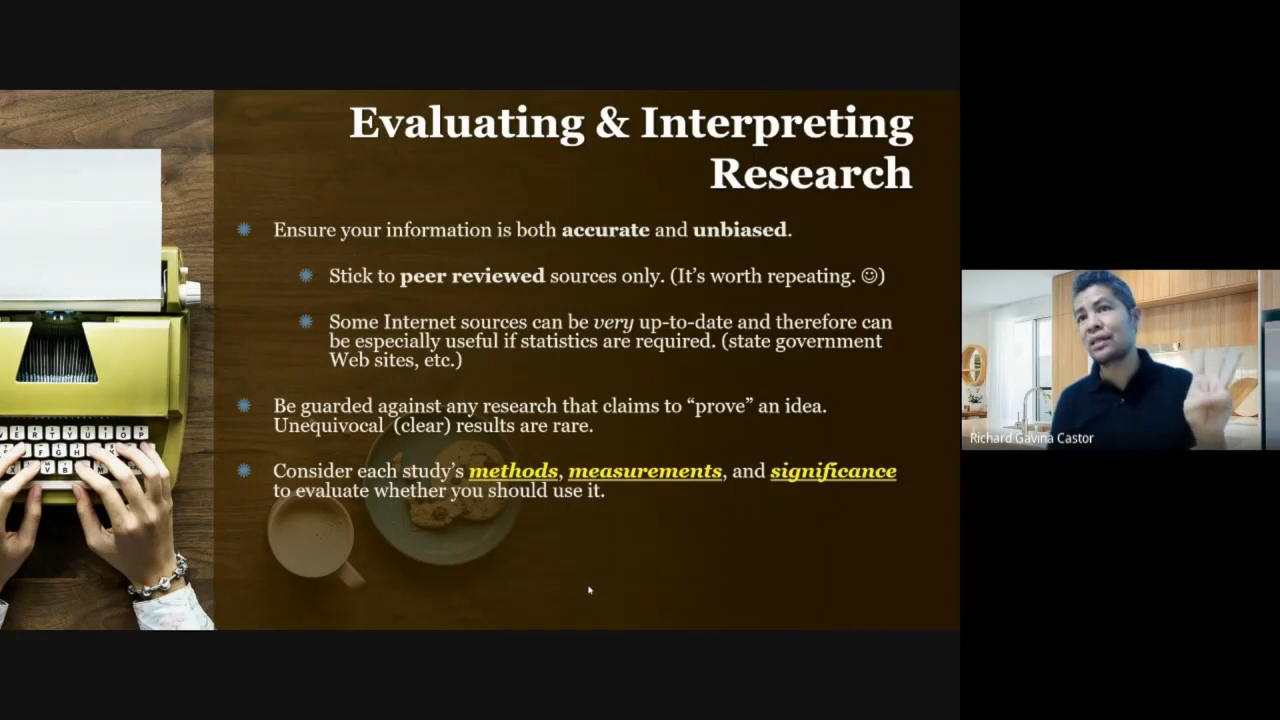 Evaluating & Interpreting
Research
Ensure your information is both accurate and unbiased.
Stick to peer reviewed sources only. (It’s worth repeating. ☺)
Some Internet sources can be very up-to-date and therefore can
be especially useful if statistics are required. (state government
Web sites, etc.)
Be guarded against any research that claims to “prove” an idea.
Unequivocal (clear) results are rare.
Consider each study’s methods, measurements, and significance
to evaluate whether you should use it.
Richard Gavina Castor